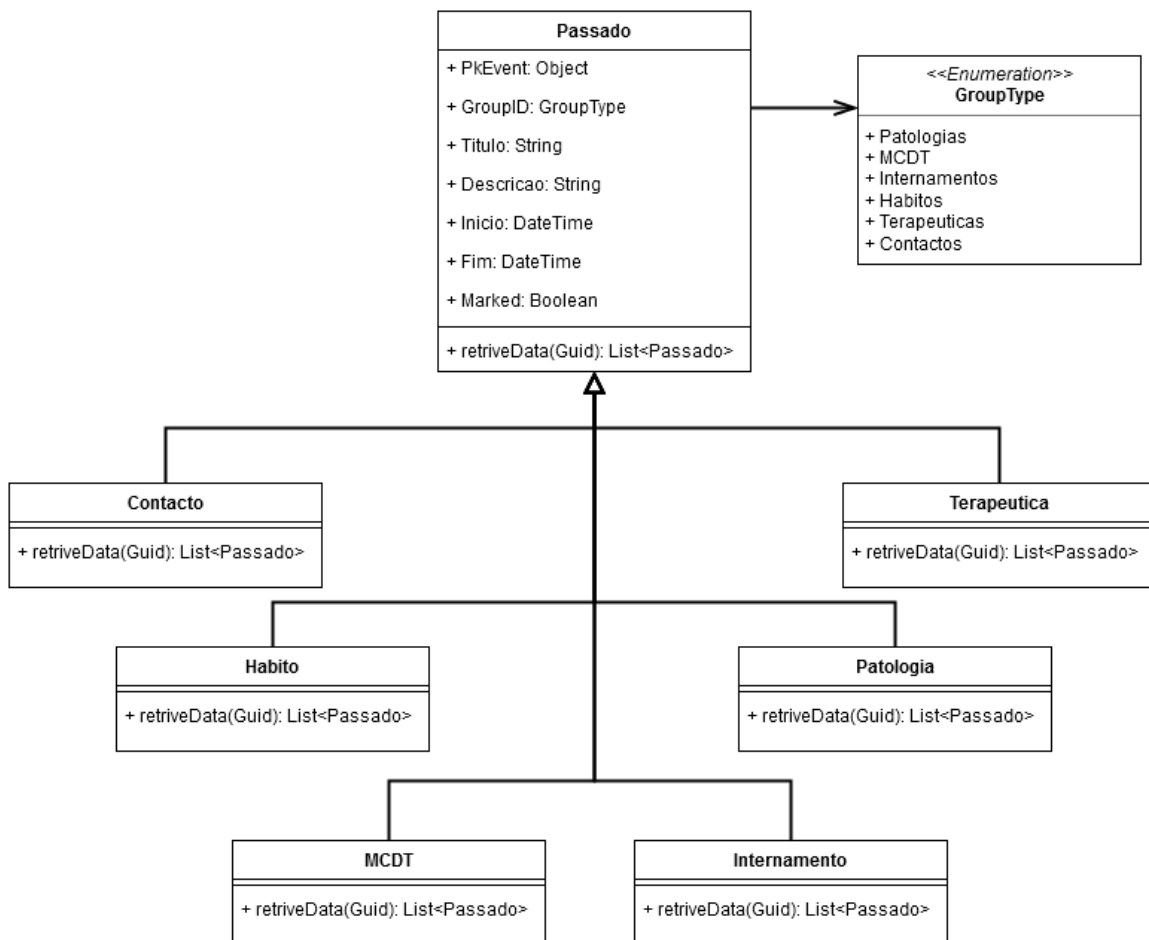 Passado
+ PkEvent: Object
+ GroupID: GroupType
+ Titulo: String
+ Descricao: String
+ Inicio: DateTime
+ Fim: DateTime
+ Marked: Boolean
+ retriveData(Guid): List<Passado>
<<Enumeration>>
GroupType
+ Patologias
+ MCDT
+ Internamentos
+ Habitos
+ Terapeuticas
+ Contactos
Contacto
+ retriveData(Guid): List<Passado>
Terapeutica
+ retriveData(Guid): List<Passado>
Habito
+ retriveData(Guid): List<Passado>
Patologia
+ retriveData(Guid): List<Passado>
MCDT
+ retriveData(Guid): List<Passado>
Internamento
+ retriveData(Guid): List<Passado>